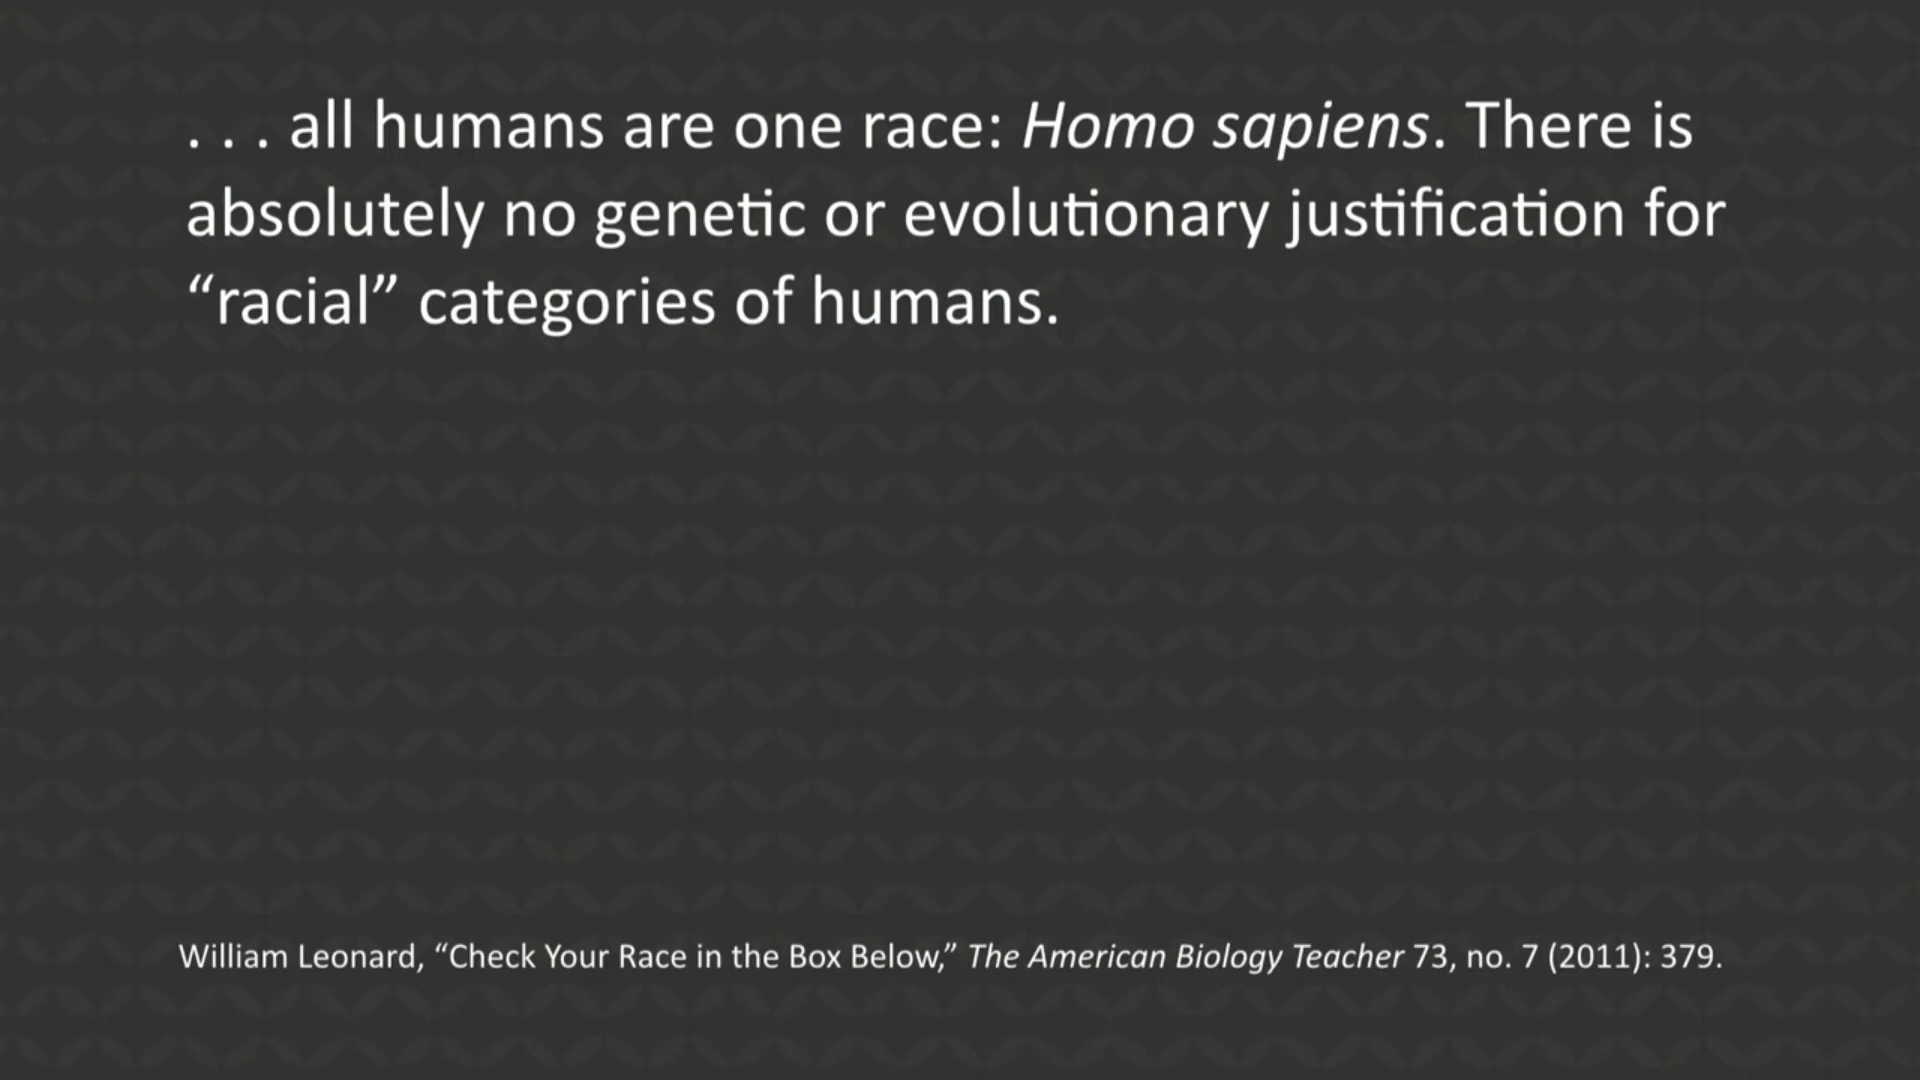 . . . all humans are one race: Homo sapiens. There is
absolutely no genetic or evolutionary justification for
“racial” categories of humans.
William Leonard, “Check Your Race in the Box Below,” The American Biology Teacher 73, no. 7 (2011): 379.